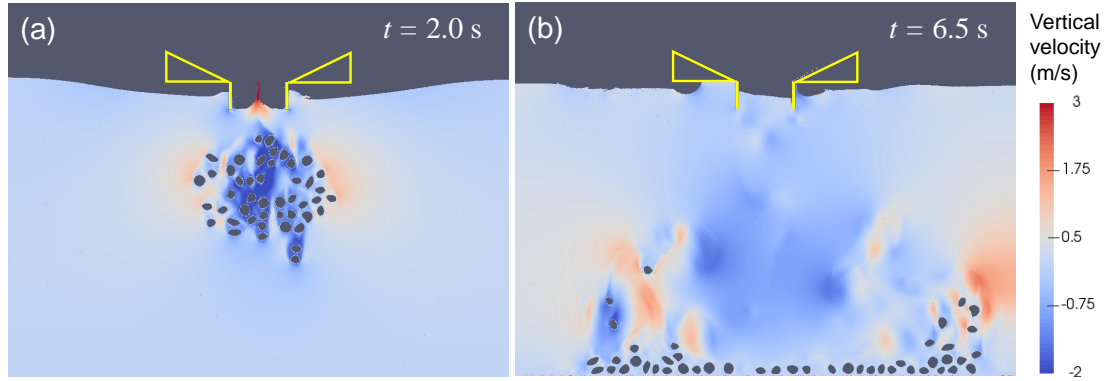 (a)
t = 2.0 s
(b)
t = 6.5 s
Vertical
velocity
(m/s)
3
1.75
0.5
-0.75
-2